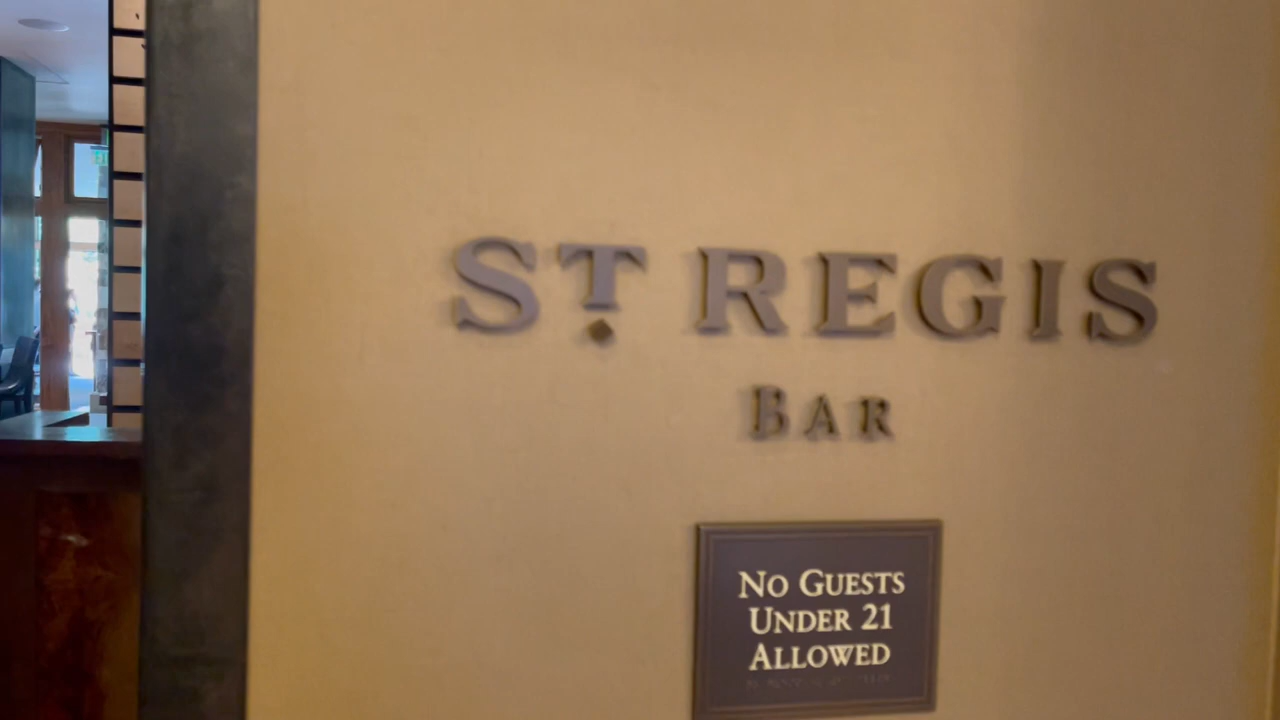 ST. REGIS
BAR
NO GUESTS
UNDER 21
ALLOWED